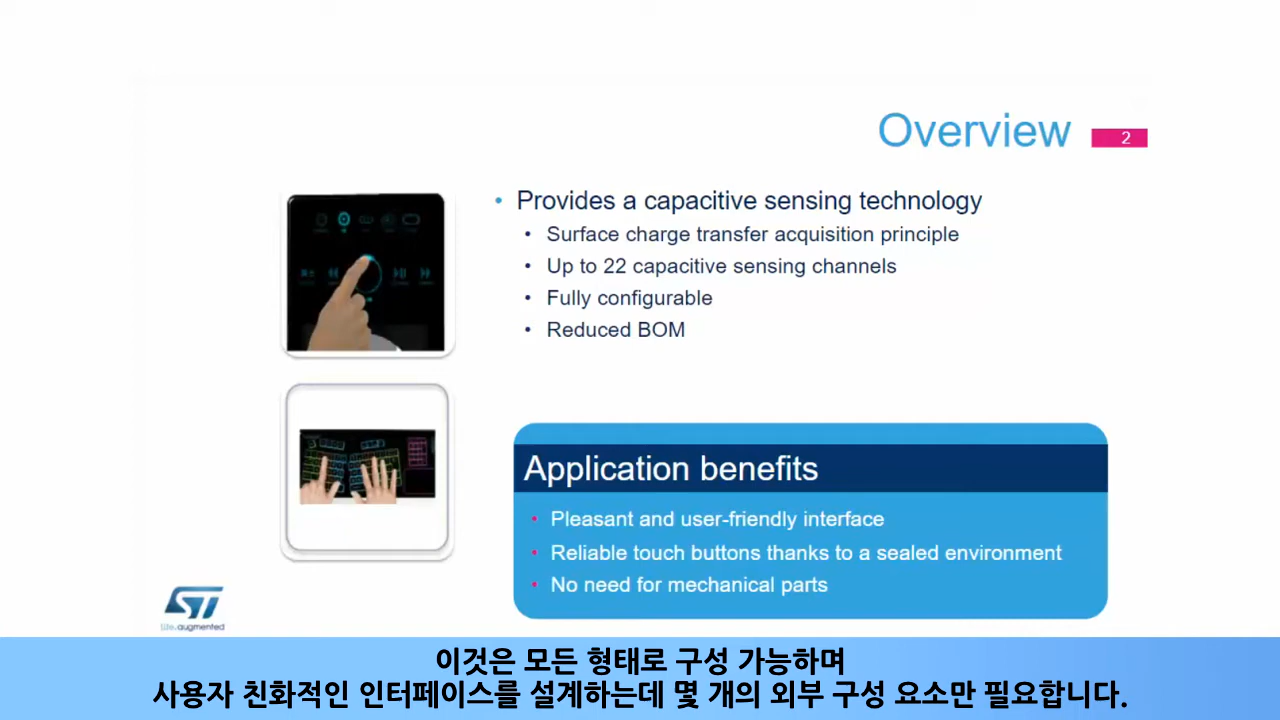 Overview
2
• Provides a capacitive sensing technology
• Surface charge transfer acquisition principle
• Up to 22 capacitive sensing channels
• Fully configurable
• Reduced BOM
Application benefits
• Pleasant and user-friendly interface
• Reliable touch buttons thanks to a sealed environment
• No need for mechanical parts
ST
life.augmented
이것은 모든 형태로 구성 가능하며
사용자 친화적인 인터페이스를 설계하는데 몇 개의 외부 구성 요소만 필요합니다.